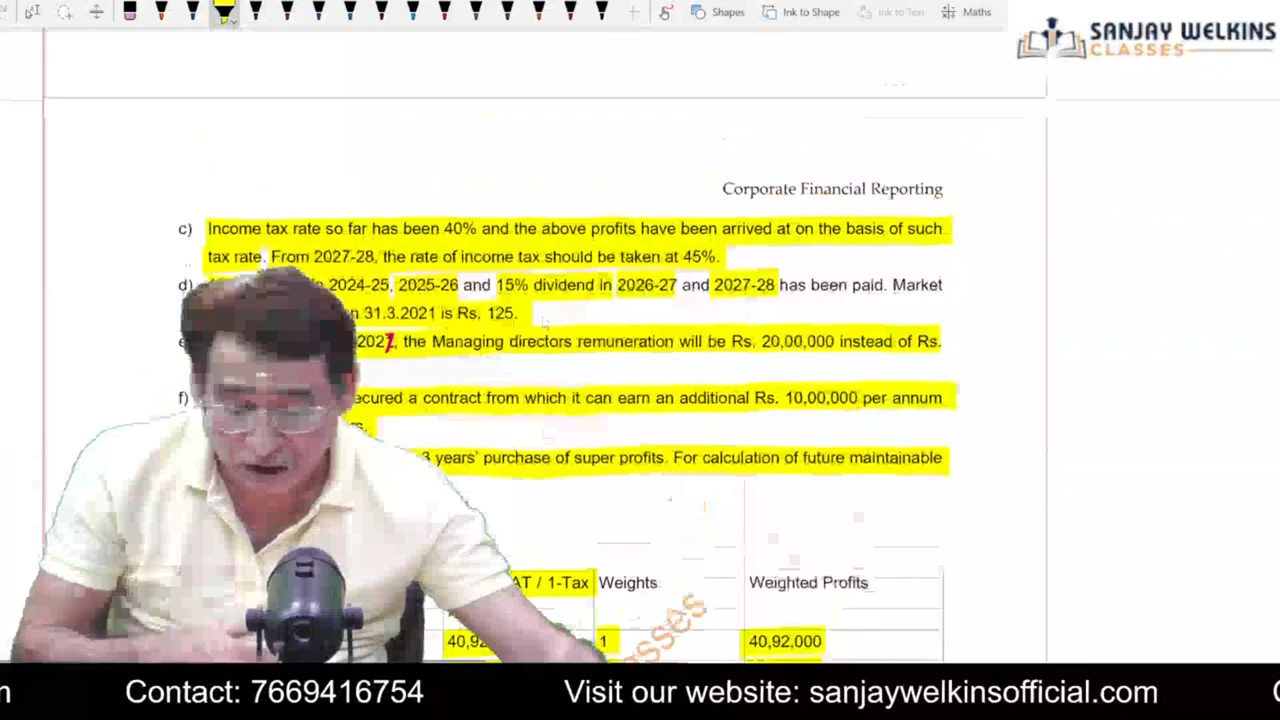 Shapes Ink to Shape Ink to Text Maths
SANJAY WELKINS
CLASSES
Corporate Financial Reporting
c) Income tax rate so far has been 40% and the above profits have been arrived at on the basis of such
tax rate. From 2027-28, the rate of income tax should be taken at 45%.
d) 2024-25, 2025-26 and 15% dividend in 2026-27 and 2027-28 has been paid. Market
31.3.2021 is Rs. 125.
2027, the Managing directors remuneration will be Rs. 20,00,000 instead of Rs.
f) a contract from which it can earn an additional Rs. 10,00,000 per annum
3 years' purchase of super profits. For calculation of future maintainable
/ 1-Tax Weights Weighted Profits
1 40,92,000
Contact: 7669416754 Visit our website: sanjaywelkinsofficial.com